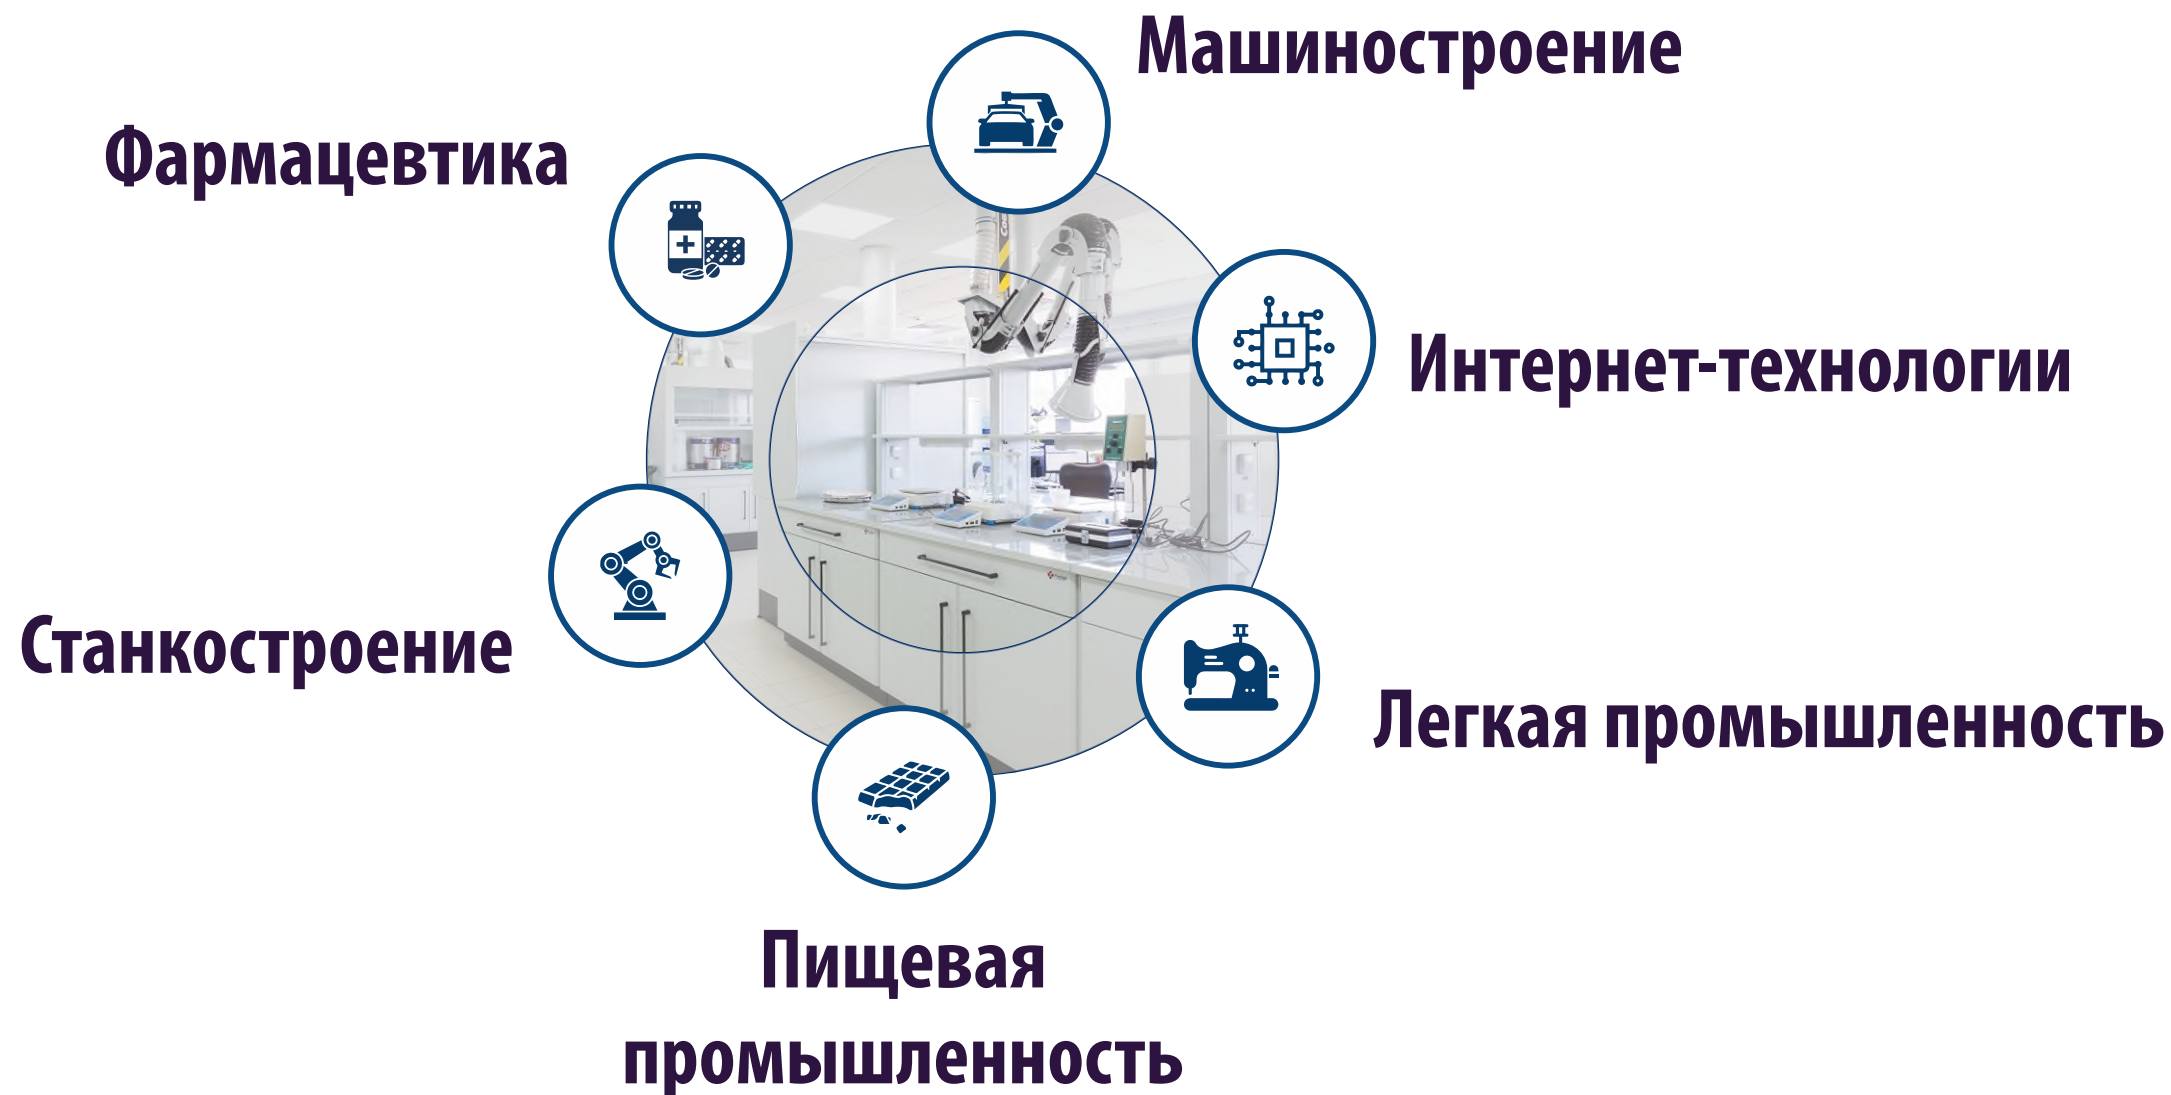 Машиностроение
Фармацевтика
Интернет-технологии
Станкостроение
Легкая промышленность
Пищевая
промышленность